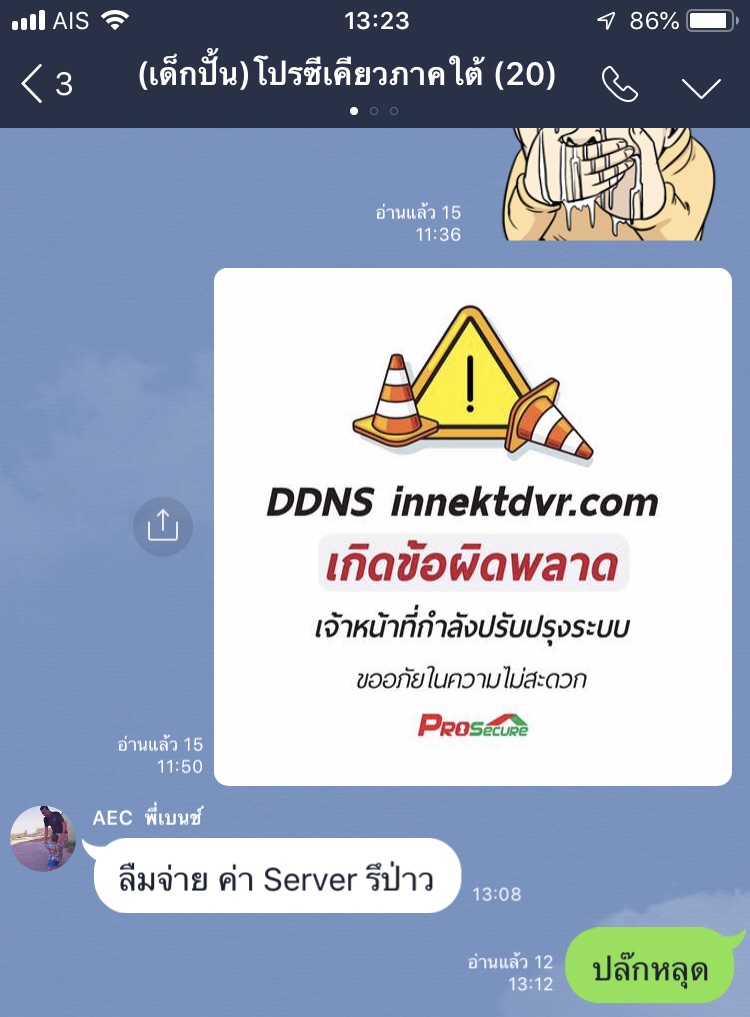 AIS 13:23 86%
3 (เด็กปั้น)โปรซีเคียวภาคใต้ (20)
อ่านแล้ว 15
11:36
!
DDNS innektdvr.com
เกิดข้อผิดพลาด
เจ้าหน้าที่กำลังปรับปรุงระบบ
ขออภัยในความไม่สะดวก
PROSECURE
อ่านแล้ว 15
11:50
AEC พี่เบนซ์
ลืมจ่าย ค่า Server รึป่าว
13:08
อ่านแล้ว 12
13:12
ปล๊กหลุด